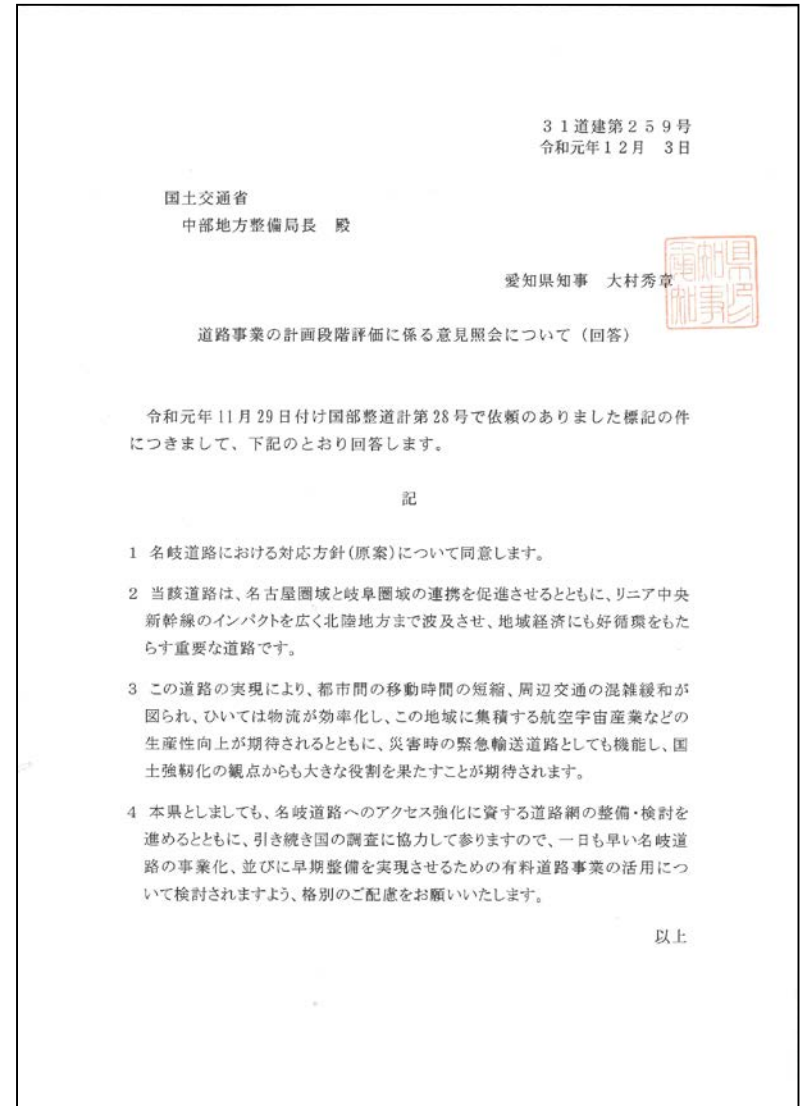 31道建第259号
令和元年12月 3日
国土交通省
中部地方整備局長 殿
愛知県知事 大村秀章
道路事業の計画段階評価に係る意見照会について（回答）
令和元年11月29日付け国部整道計第28号で依頼のありました標記の件
につきまして、下記のとおり回答します。
記
1 名岐道路における対応方針(原案)について同意します。
2 当該道路は、名古屋圏域と岐阜圏域の連携を促進させるとともに、リニア中央
新幹線のインパクトを広く北陸地方まで波及させ、地域経済にも好循環をもた
らす重要な道路です。
3 この道路の実現により、都市間の移動時間の短縮、周辺交通の混雑緩和が
図られ、ひいては物流が効率化し、この地域に集積する航空宇宙産業などの
生産性向上が期待されるとともに、災害時の緊急輸送道路としても機能し、国
土強靱化の観点からも大きな役割を果たすことが期待されます。
4 本県としましても、名岐道路へのアクセス強化に資する道路網の整備・検討を
進めるとともに、引き続き国の調査に協力して参りますので、一日も早い名岐道
路の事業化、並びに早期整備を実現させるための有料道路事業の活用につ
いて検討されますよう、格別のご配慮をお願いいたします。
以上